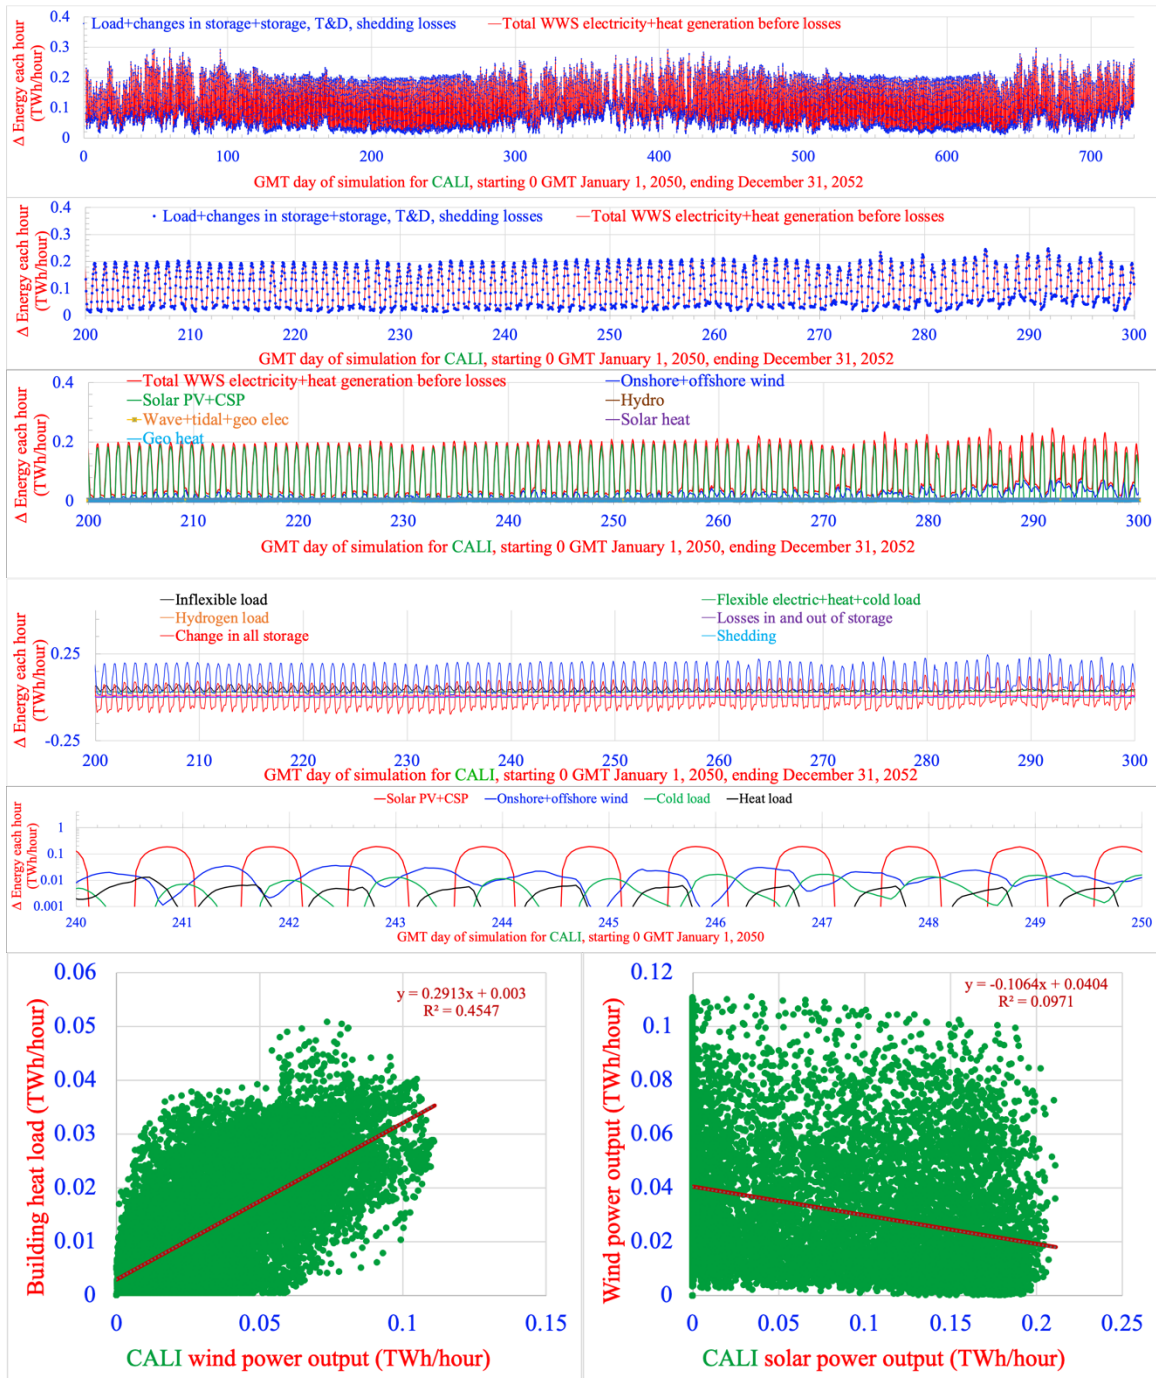 Load+changes in storage+storage, T&D, shedding losses —Total WWS electricity+heat generation before losses
Δ Energy each hour
(TWh/hour)
0.4
0.3
0.2
0.1
0
0 100 200 300 400 500 600 700
GMT day of simulation for CALI, starting 0 GMT January 1, 2050, ending December 31, 2052
Load+changes in storage+storage, T&D, shedding losses —Total WWS electricity+heat generation before losses
Δ Energy each hour
(TWh/hour)
0.4
0.3
0.2
0.1
0
200 210 220 230 240 250 260 270 280 290 300
GMT day of simulation for CALI, starting 0 GMT January 1, 2050, ending December 31, 2052
—Total WWS electricity+heat generation before losses —Onshore+offshore wind
—Solar PV+CSP —Hydro
—Wave+tidal+geo elec —Solar heat
—Geo heat
Δ Energy each hour
(TWh/hour)
0.4
0.2
0
200 210 220 230 240 250 260 270 280 290 300
GMT day of simulation for CALI, starting 0 GMT January 1, 2050, ending December 31, 2052
—Inflexible load —Flexible electric+heat+cold load
—Hydrogen load —Losses in and out of storage
—Change in all storage —Shedding
Δ Energy each hour
(TWh/hour)
0.25
-0.25
200 210 220 230 240 250 260 270 280 290 300
GMT day of simulation for CALI, starting 0 GMT January 1, 2050, ending December 31, 2052
—Solar PV+CSP —Onshore+offshore wind —Cold load —Heat load
Δ Energy each hour
(TWh/hour)
1
0.1
0.01
0.001
240 241 242 243 244 245 246 247 248 249 250
GMT day of simulation for CALI, starting 0 GMT January 1, 2050
Building heat load (TWh/hour)
0.06
0.05
0.04
0.03
0.02
0.01
0
y = 0.2913x + 0.003
R² = 0.4547
0 0.05 0.1 0.15
CALI wind power output (TWh/hour)
Wind power output (TWh/hour)
0.12
0.1
0.08
0.06
0.04
0.02
0
y = -0.1064x + 0.0404
R² = 0.0971
0 0.05 0.1 0.15 0.2 0.25
CALI solar power output (TWh/hour)